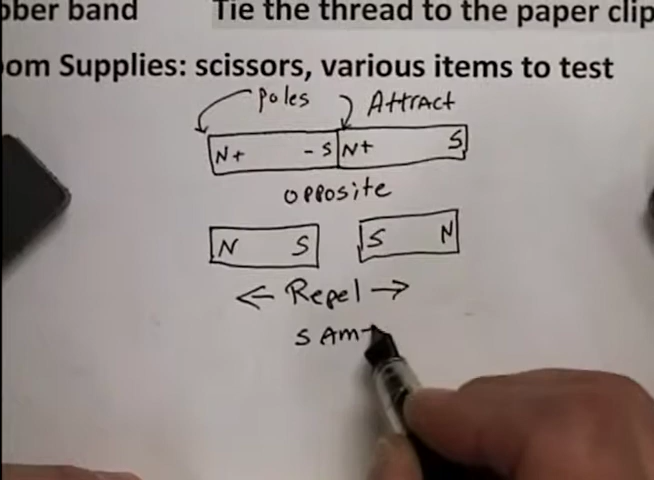 bber band Tie the thread to the paper clip
om Supplies: scissors, various items to test
Poles Attract
N+ - S N+ S
opposite
N S S N
← Repel →
SAM